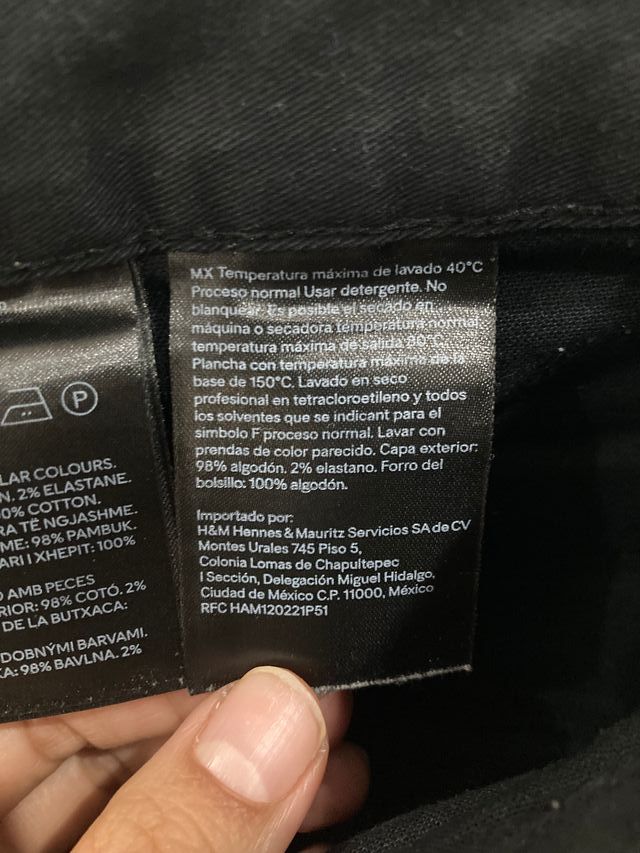 LAR COLOURS.
N. 2% ELASTANE.
0% COTTON.
RA TË NGJASHME.
ME: 98% PAMBUK.
ARI I XHEPIT: 100%
O AMB PECES
RIOR: 98% COTÓ. 2%
DE LA BUTXACA:
DOBNÝMI BARVAMI.
KA: 98% BAVLNA. 2%
P
MX Temperatura máxima de lavado 40°C
Proceso normal Usar detergente. No
blanquear. Es posible el secado en
máquina o secadora temperatura normal
temperatura máxima de salida 80°C
Plancha con temperatura máxima de la
base de 150°C. Lavado en seco
profesional en tetracloroetileno y todos
los solventes que se indicant para el
simbolo F proceso normal. Lavar con
prendas de color parecido. Capa exterior:
98% algodón. 2% elastano. Forro del
bolsillo: 100% algodón.
Importado por:
H&M Hennes & Mauritz Servicios SA de CV
Montes Urales 745 Piso 5,
Colonia Lomas de Chapultepec
I Sección, Delegación Miguel Hidalgo,
Ciudad de México C.P. 11000, México
RFC HAM120221P51